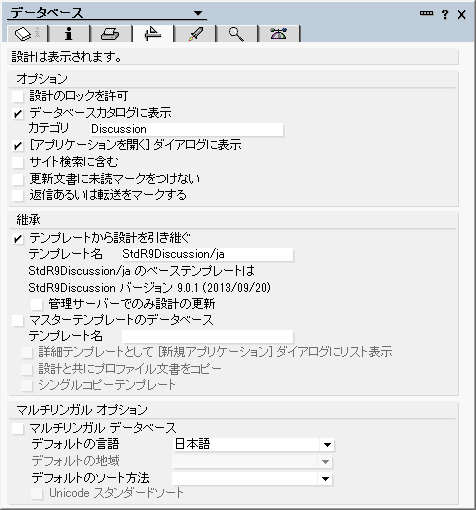 データベース
? X
設計は表示されます。
オプション
設計のロックを許可
データベースカタログに表示
カテゴリ Discussion
[アプリケーションを開く] ダイアログに表示
サイト検索に含む
更新文書に未読マークをつけない
返信あるいは転送をマークする
継承
テンプレートから設計を引き継ぐ
テンプレート名 StdR9Discussion/ja
StdR9Discussion/ja のベーステンプレートは
StdR9Discussion バージョン 9.0.1 (2013/09/20)
管理サーバーでのみ設計の更新
マスターテンプレートのデータベース
テンプレート名
詳細テンプレートとして [新規アプリケーション] ダイアログにリスト表示
設計と共にプロファイル文書をコピー
シングルコピーテンプレート
マルチリンガル オプション
マルチリンガル データベース
デフォルトの言語 日本語
デフォルトの地域
デフォルトのソート方法
Unicode スタンダードソート